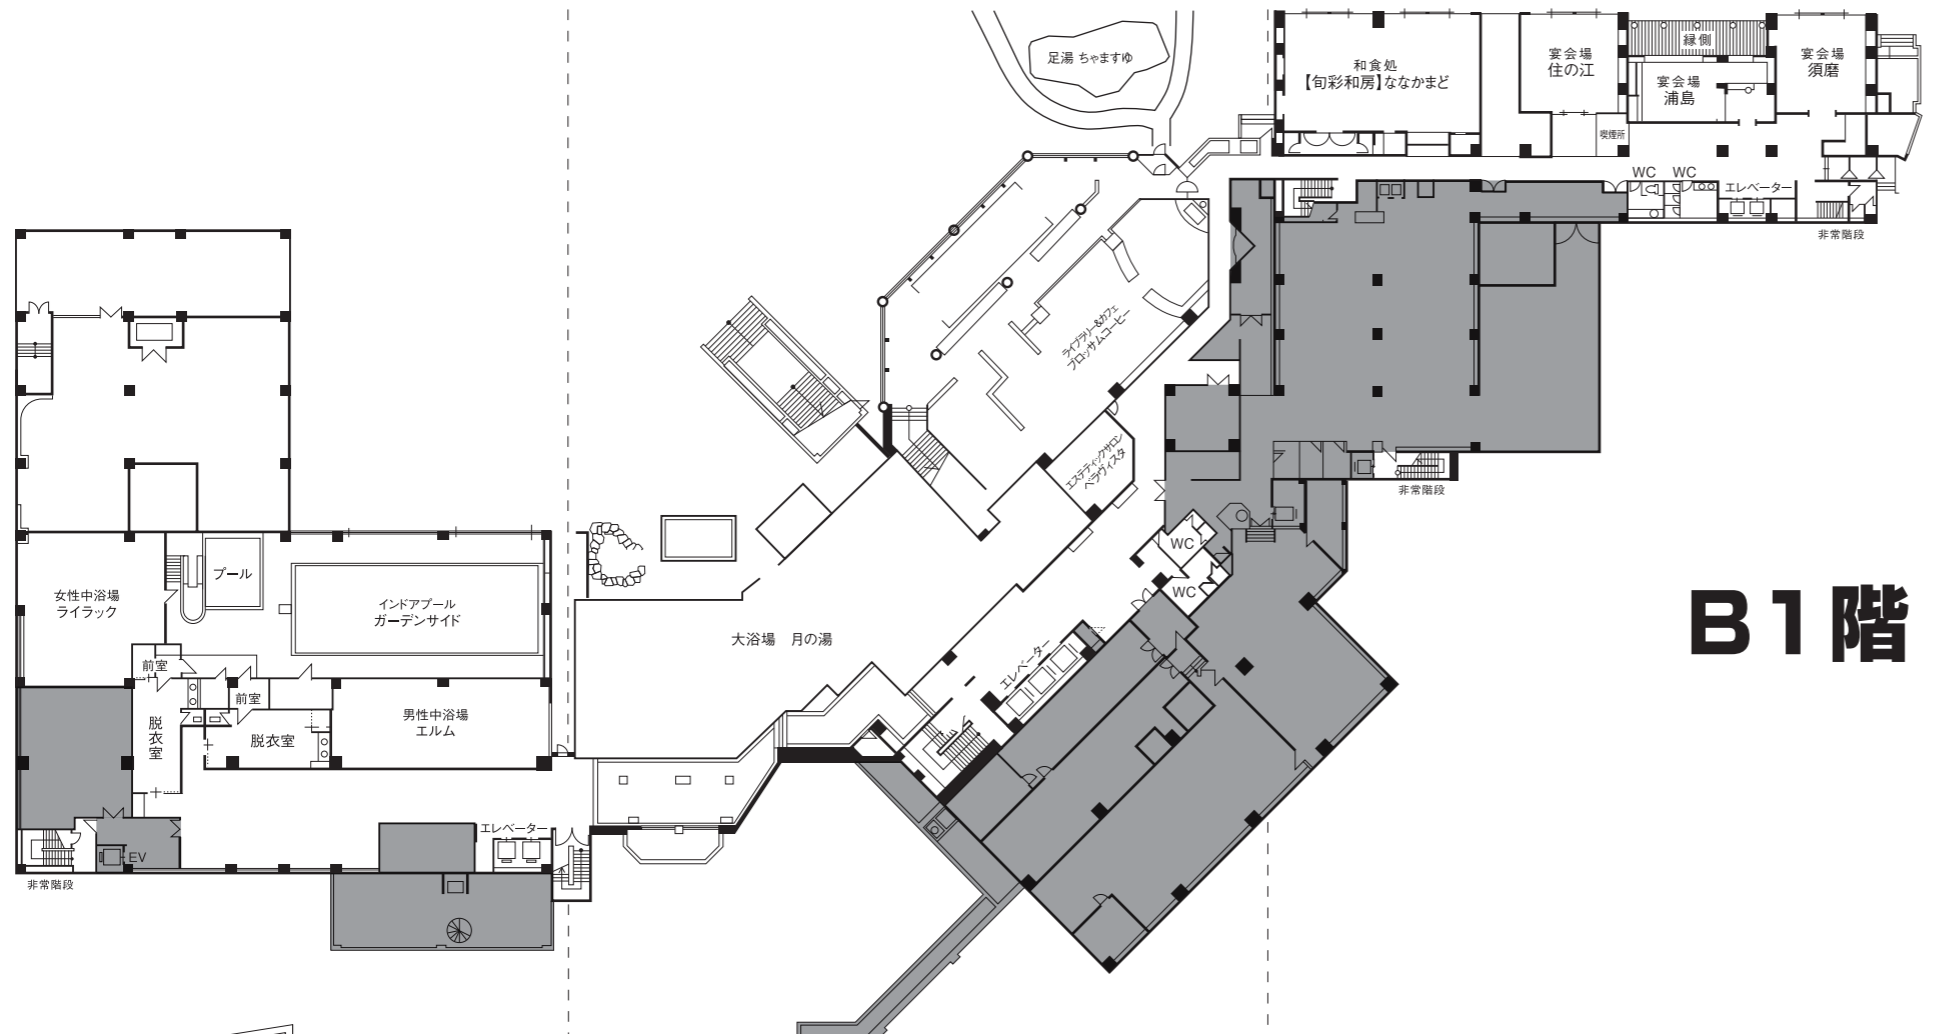 足湯 ちゃますゆ
和食処
【旬彩和房】ななかまど
宴会場
住の江
縁側
宴会場
浦島
宴会場
須磨
喫煙所
WC
WC
エレベーター
非常階段
ライブラリー&カフェ
ブロッサムコーヒー
エステティックサロン
ベラヴィスタ
非常階段
WC
WC
プール
女性中浴場
ライラック
インドアプール
ガーデンサイド
B1階
大浴場 月の湯
エレベーター
前室
前室
脱衣室
脱衣室
男性中浴場
エルム
エレベーター
EV
非常階段